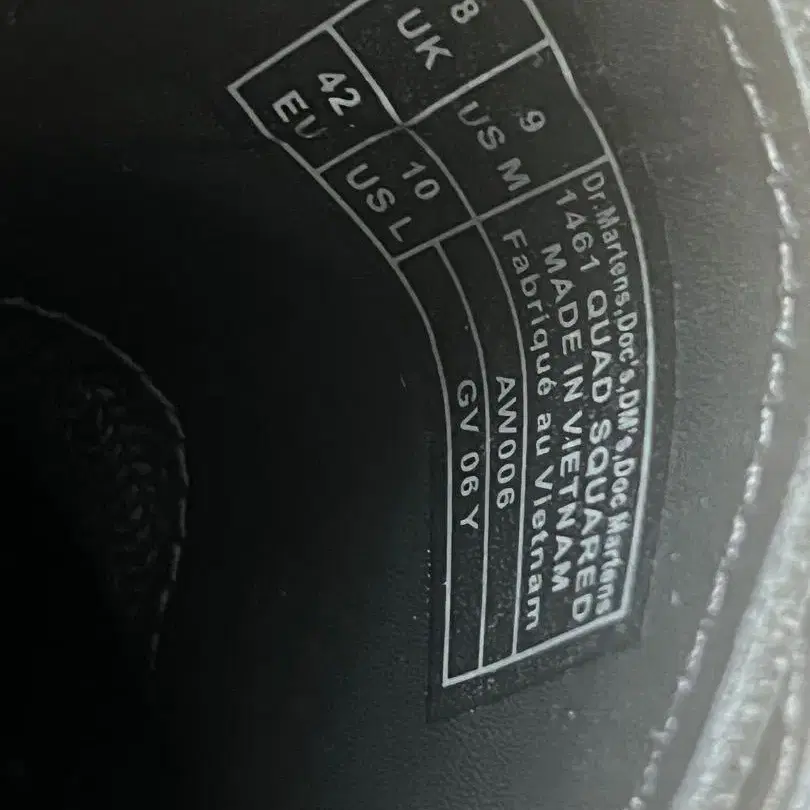 8
UK
9
US M
42
EU
10
US L
Dr.Martens,Doc's,DM's,Doc Martens
1461 QUAD SQUARED
MADE IN VIETNAM
Fabriqué au Vietnam
AW006
GV 06 Y